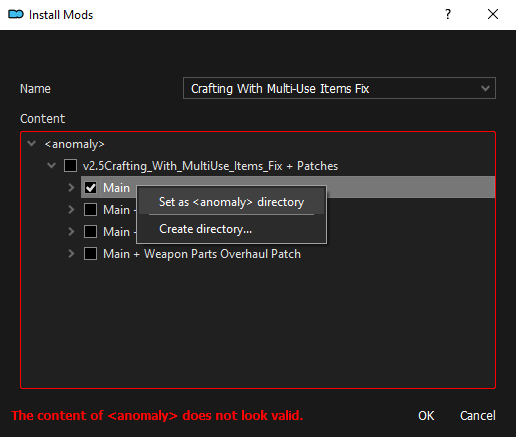 Install Mods
Name
Crafting With Multi-Use Items Fix
Content
<anomaly>
v2.5Crafting_With_MultiUse_Items_Fix + Patches
Main
Set as <anomaly> directory
Main
Create directory...
Main
Main + Weapon Parts Overhaul Patch
The content of <anomaly> does not look valid.
OK
Cancel